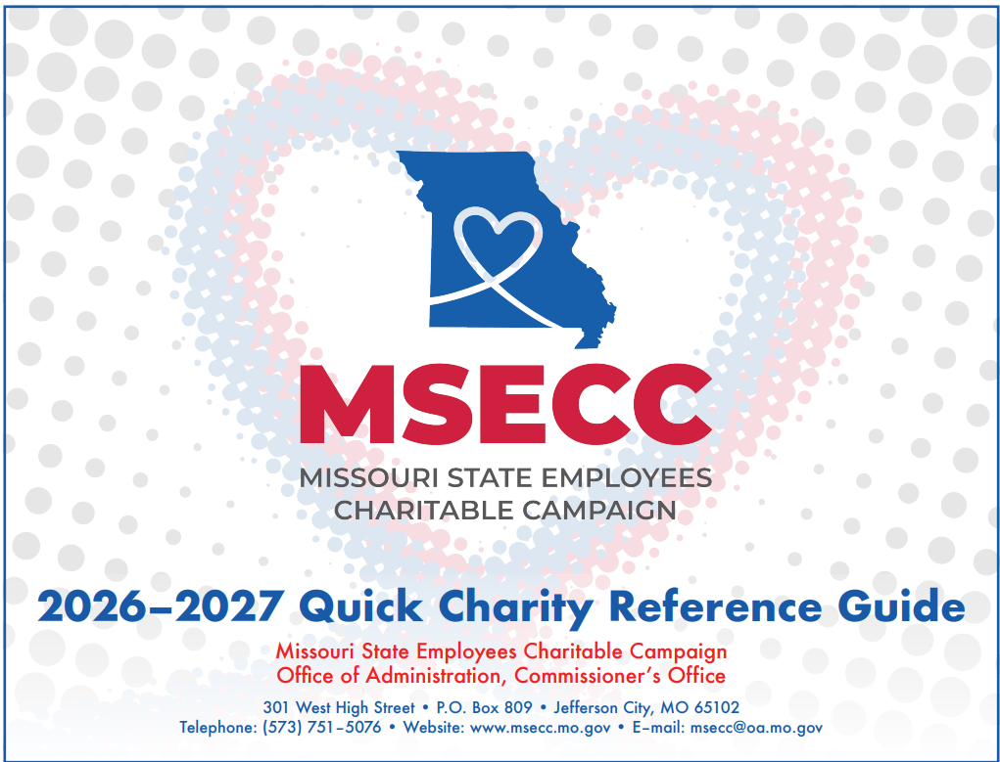 MSECC
MISSOURI STATE EMPLOYEES
CHARITABLE CAMPAIGN
2026–2027 Quick Charity Reference Guide
Missouri State Employees Charitable Campaign
Office of Administration, Commissioner's Office
301 West High Street • P.O. Box 809 • Jefferson City, MO 65102
Telephone: (573) 751–5076 • Website: www.msecc.mo.gov • E–mail: msecc@oa.mo.gov